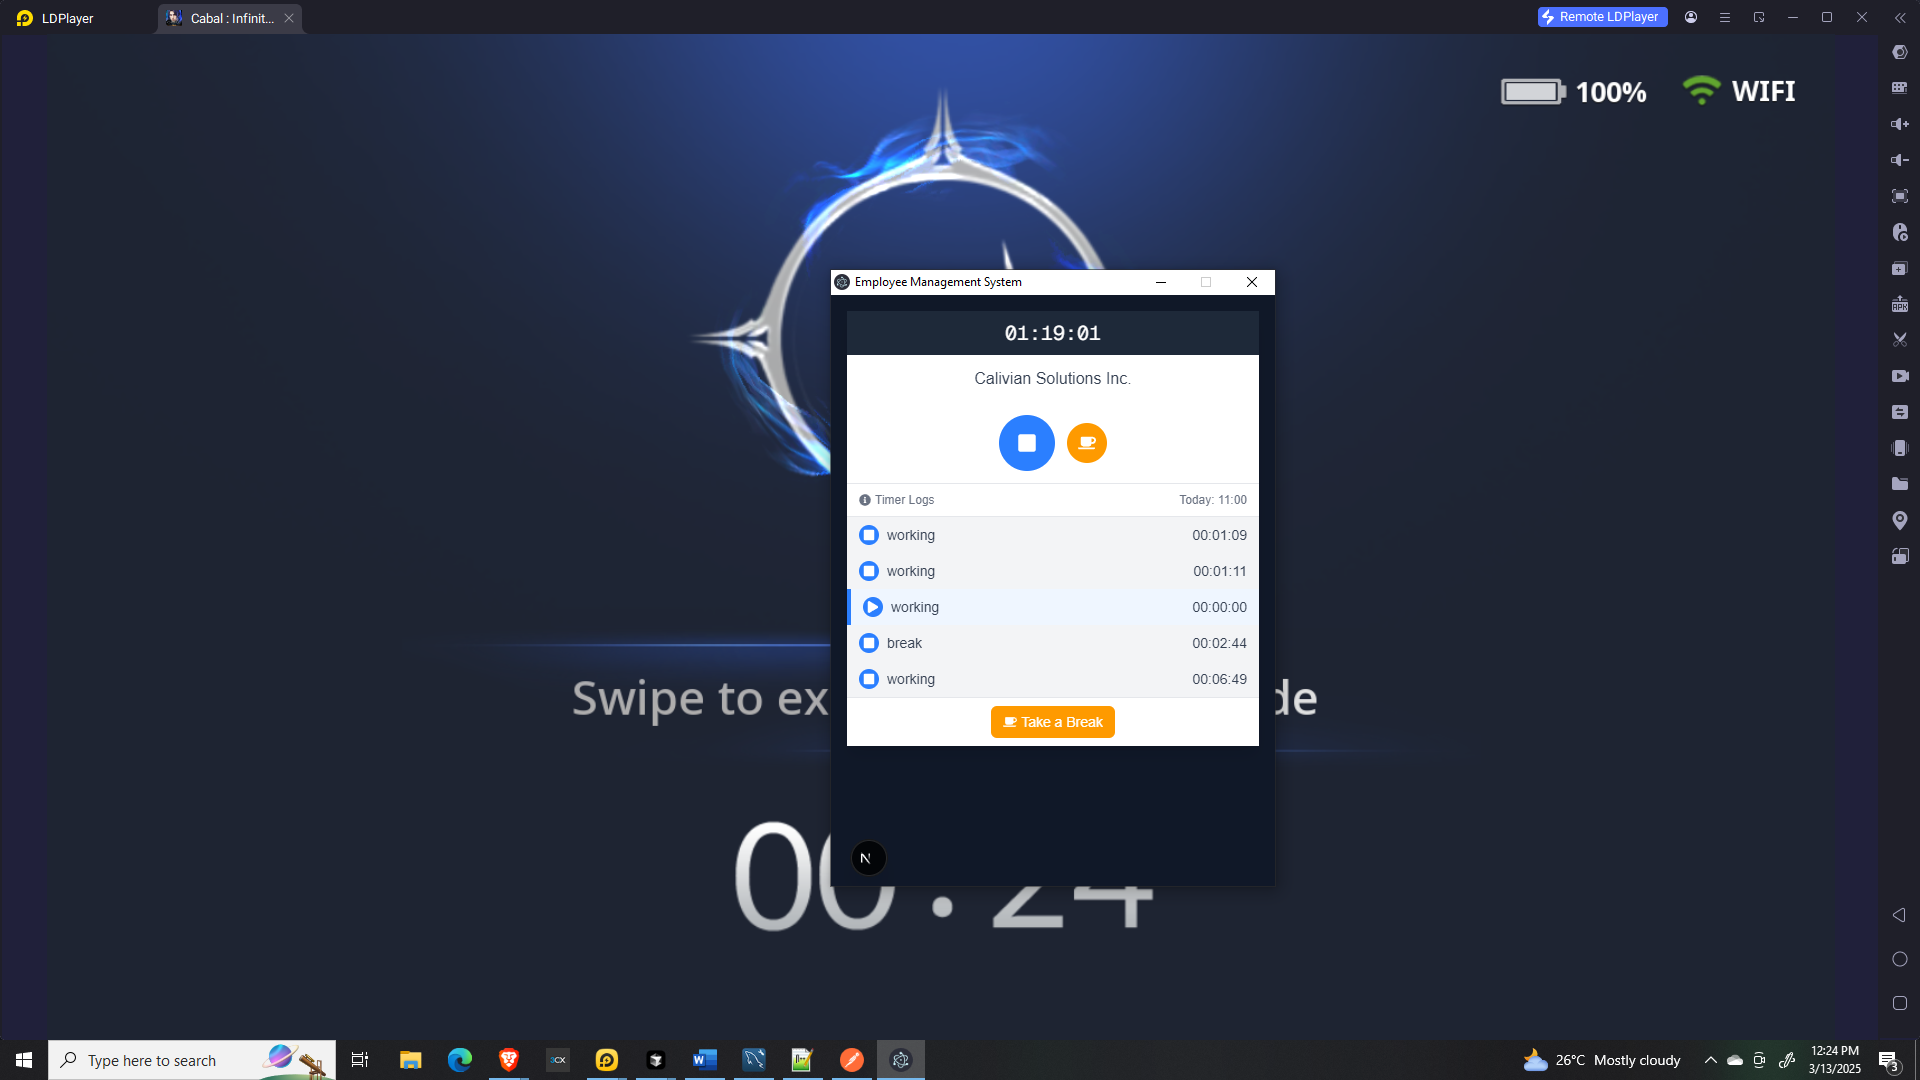 LDPlayer
Cabal : Infinit...
Remote LDPlayer
100%
WIFI
Employee Management System
01:19:01
Calivian Solutions Inc.
Timer Logs
Today: 11:00
working 00:01:09
working 00:01:11
working 00:00:00
break 00:02:44
working 00:06:49
Take a Break
Swipe to ex
de
N
Type here to search
26°C Mostly cloudy
12:24 PM
3/13/2025
3